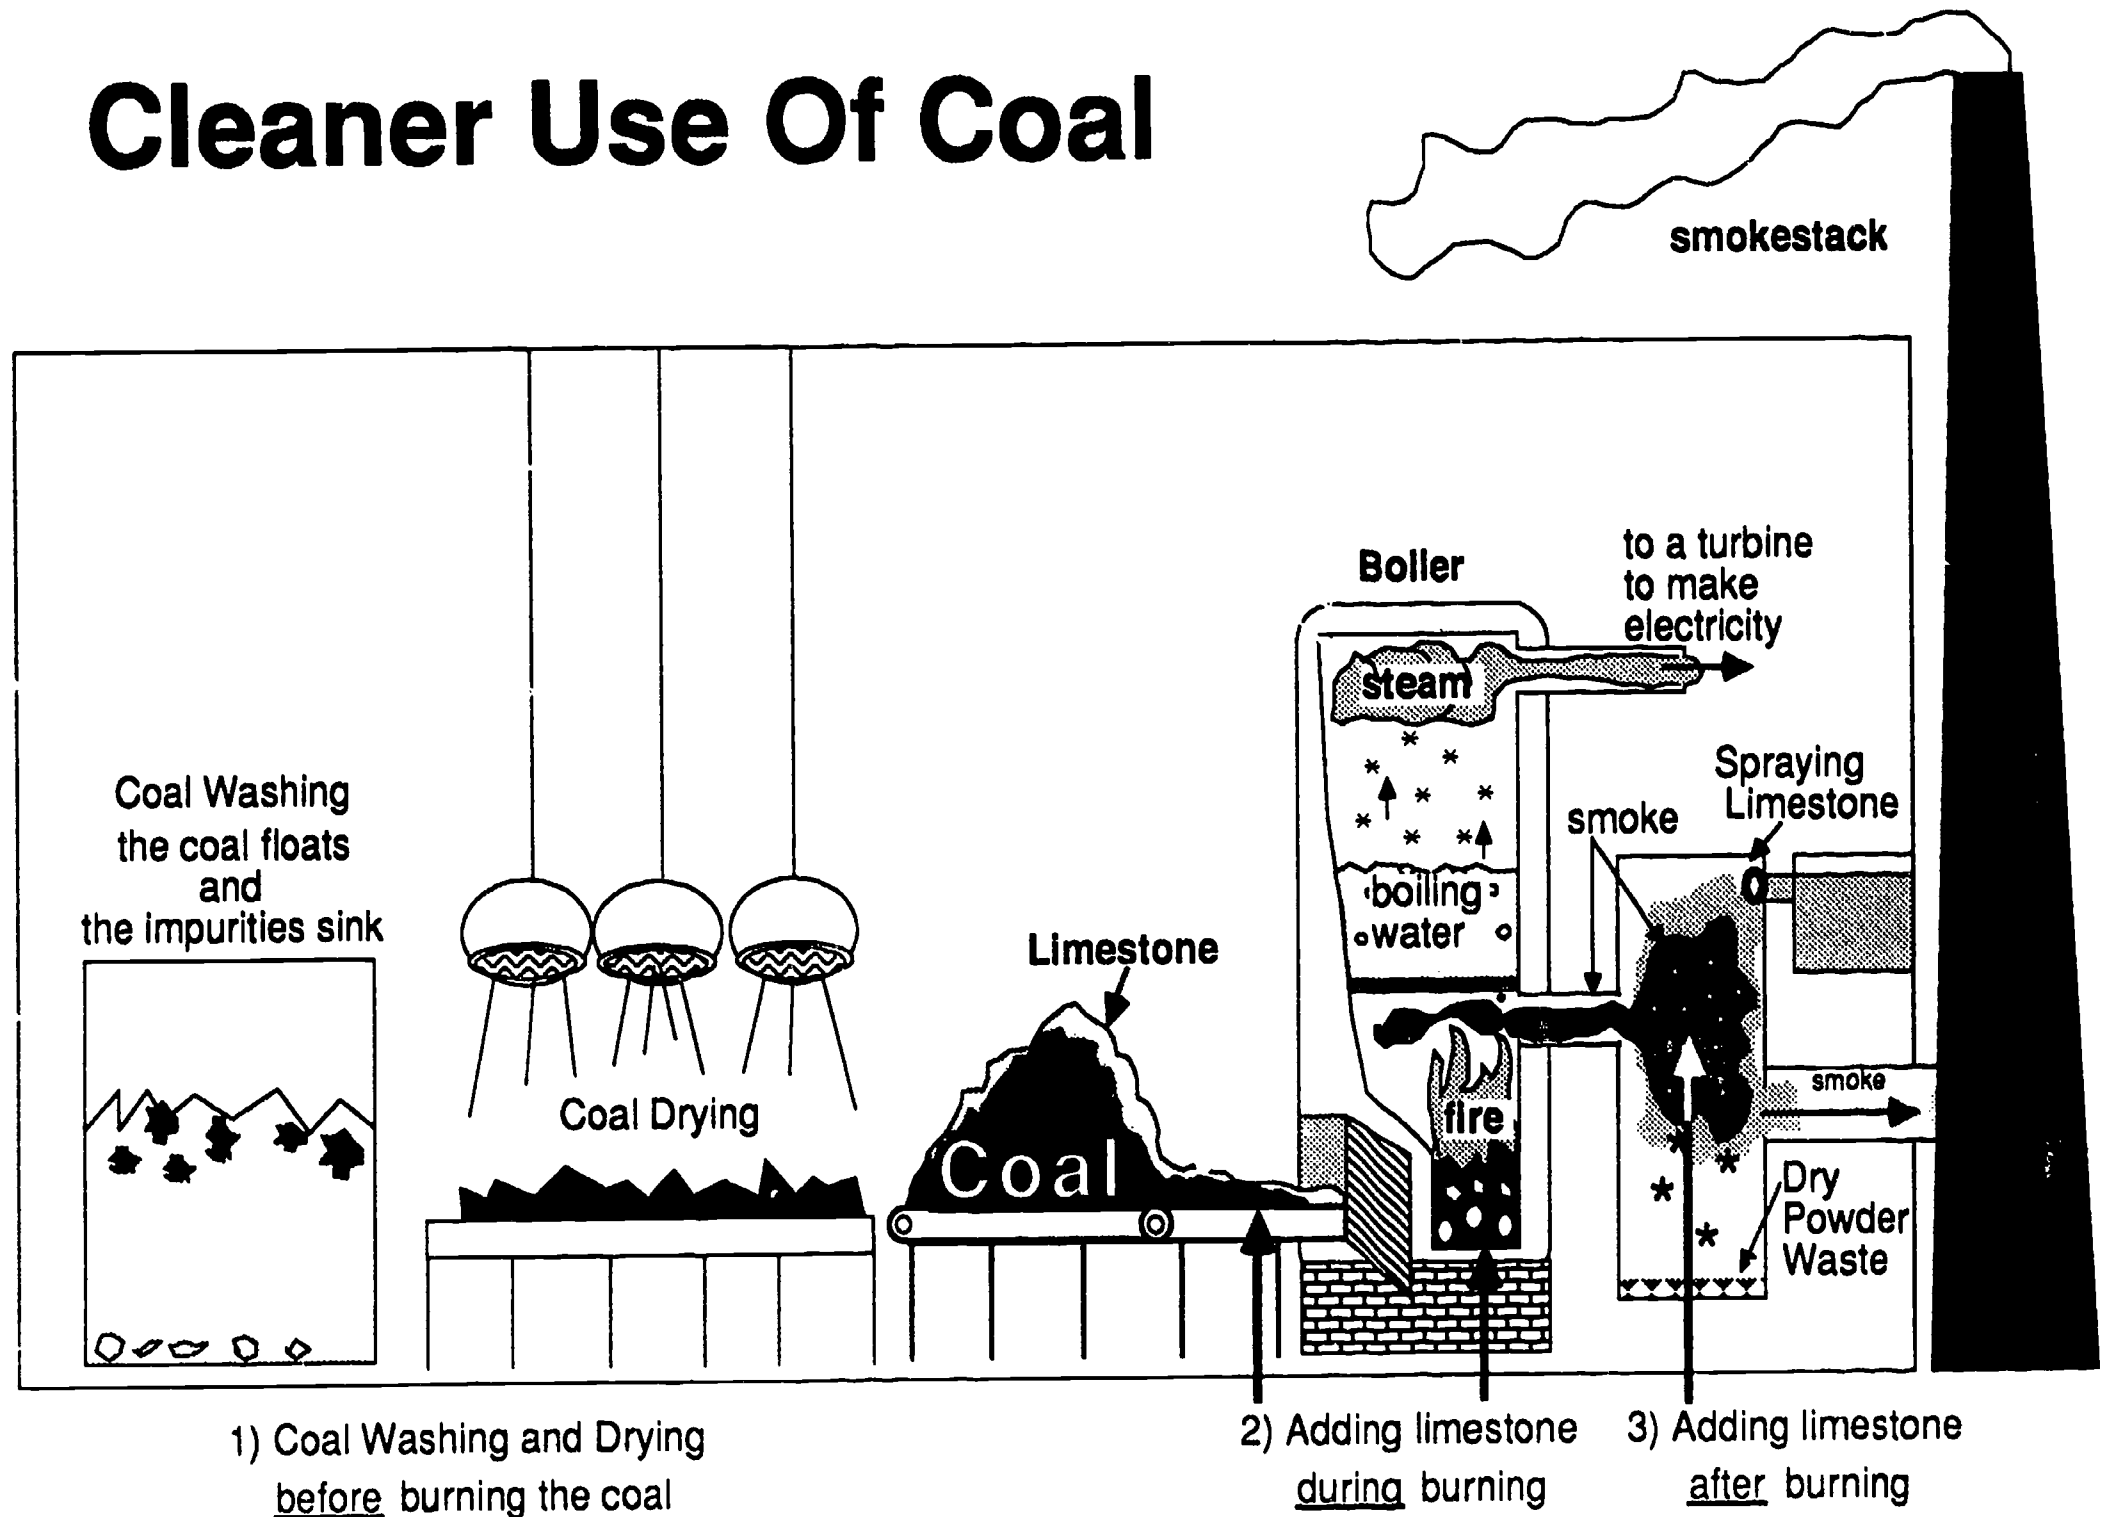 Cleaner Use Of Coal
smokestack
Boiler
to a turbine
to make
electricity
steam
Spraying
Limestone
smoke
Coal Washing
the coal floats
and
the impurities sink
boiling
water
Limestone
Coal Drying
Coal
fire
smoke
Dry
Powder
Waste
1) Coal Washing and Drying
before burning the coal
2) Adding limestone
during burning
3) Adding limestone
after burning